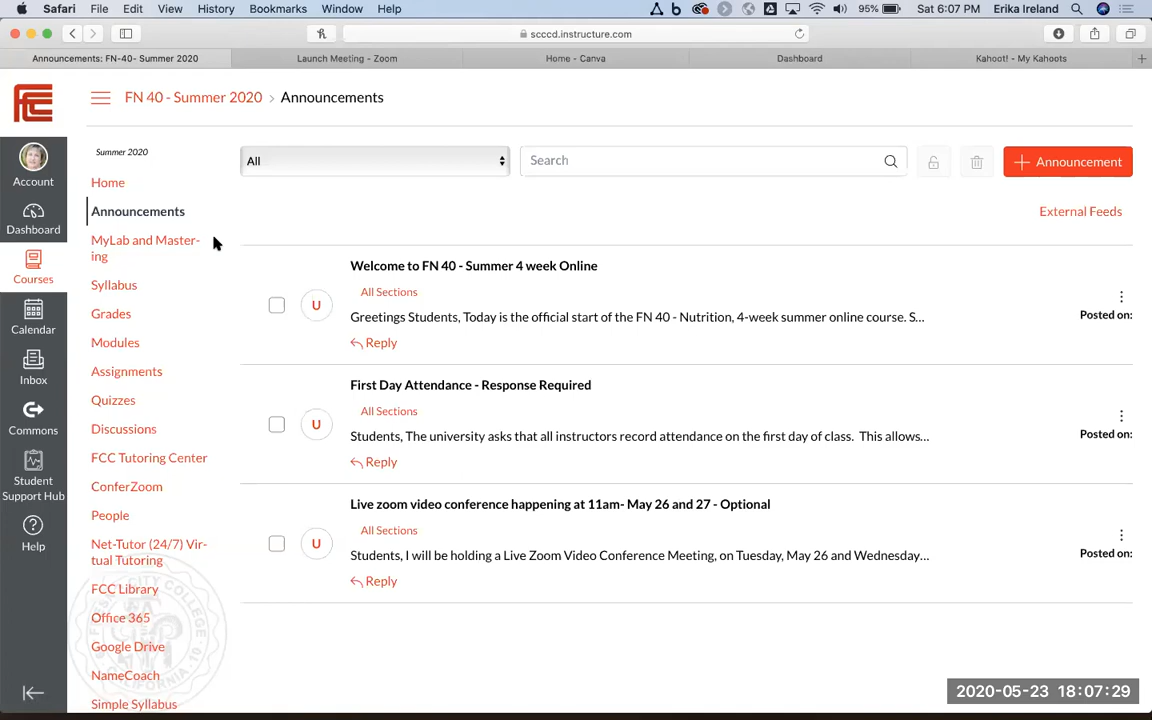 Safari File Edit View History Bookmarks Window Help 95% Sat 6:07 PM Erika Ireland
scccd.instructure.com
Announcements: FN-40- Summer 2020 Launch Meeting - Zoom Home - Canva Dashboard Kahoot! - My Kahoots
FCC
FN 40 - Summer 2020 › Announcements
Account
Dashboard
Courses
Calendar
Inbox
Commons
Student
Support Hub
Help
Summer 2020
Home
Announcements
MyLab and Master-
ing
Syllabus
Grades
Modules
Assignments
Quizzes
Discussions
FCC Tutoring Center
ConferZoom
People
Net-Tutor (24/7) Vir-
tual Tutoring
FCC Library
Office 365
Google Drive
NameCoach
Simple Syllabus
All
Search
+ Announcement
External Feeds
Welcome to FN 40 - Summer 4 week Online
All Sections
U
Greetings Students, Today is the official start of the FN 40 - Nutrition, 4-week summer online course. S...
Posted on:
Reply
First Day Attendance - Response Required
All Sections
U
Students, The university asks that all instructors record attendance on the first day of class. This allows...
Posted on:
Reply
Live zoom video conference happening at 11am- May 26 and 27 - Optional
All Sections
U
Students, I will be holding a Live Zoom Video Conference Meeting, on Tuesday, May 26 and Wednesday...
Posted on:
Reply
2020-05-23 18:07:29